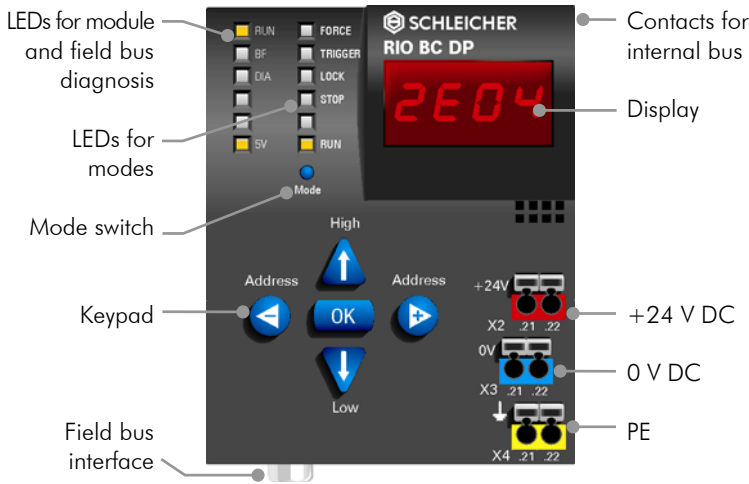 LEDs for module
and field bus
diagnosis
LEDs for
modes
Mode switch
Keypad
Field bus
interface
RUN
BF
DIA
5V
FORCE
TRIGGER
LOCK
STOP
RUN
Mode
SCHLEICHER
RIO BC DP
2E04
High
Address
Address
OK
Low
+24V
X2 .21 .22
0V
X3 .21 .22
X4 .21 .22
Contacts for
internal bus
Display
+24 V DC
0 V DC
PE